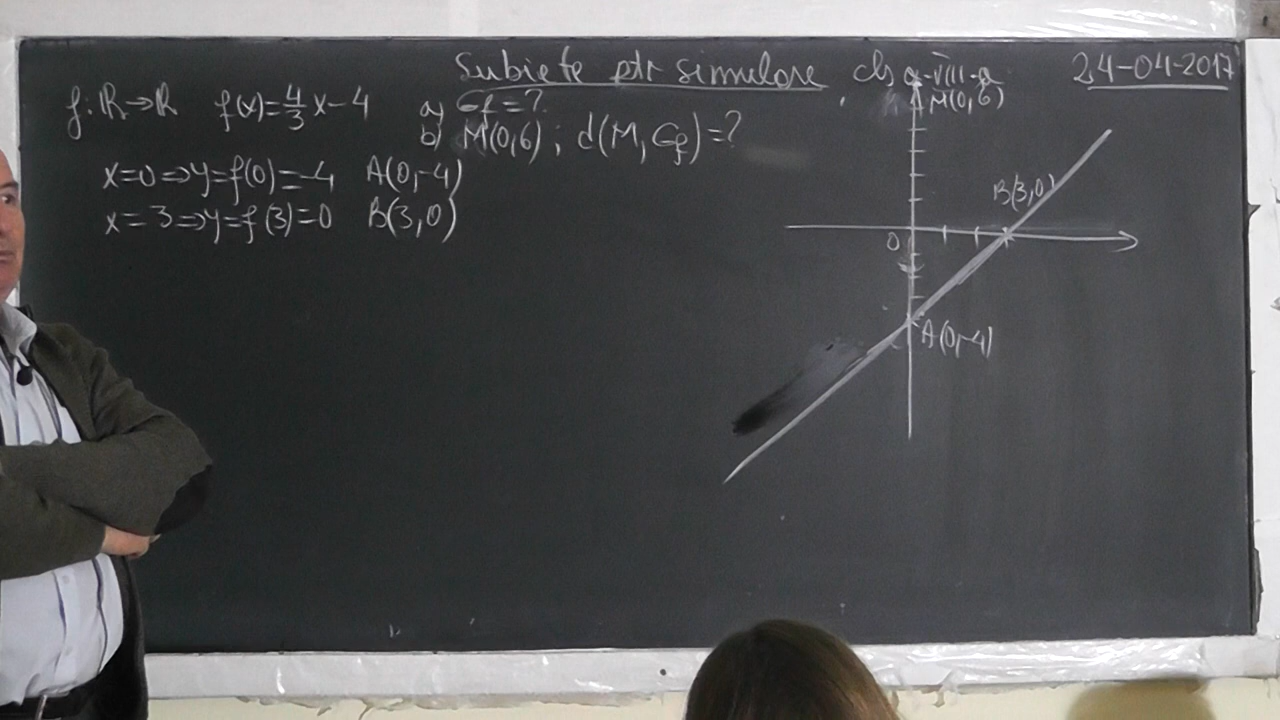 Subiete ptr simulare, cls a-VIII-a
24-04-2017
f:ℝ→ℝ f(x)=4/3 x-4 a) Gf=?
b) M(0,6); d(M,Gf)=?
x=0⇒y=f(0)=-4 A(0,-4)
x=3⇒y=f(3)=0 B(3,0)
M(0,6)
B(3,0)
0
A(0,-4)